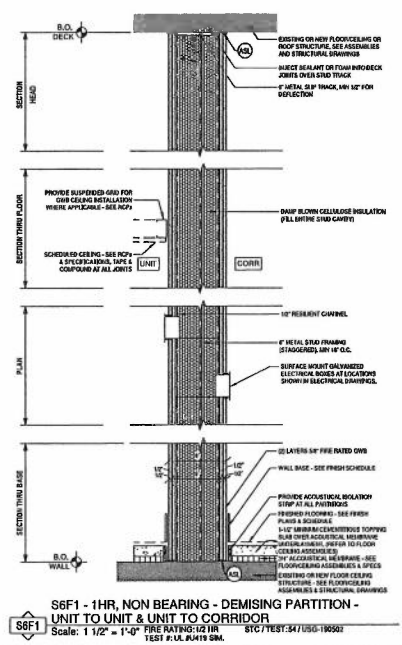 B.O.
DECK
SECTION
HEAD
EXISTING OR NEW FLOOR/CEILING OR
ROOF STRUCTURE, SEE ASSEMBLIES
AND STRUCTURAL DRAWINGS
ASL
INJECT SEALANT OR FOAM INTO DECK
JOINTS OVER STUD TRACK
6" METAL SLIP TRACK, MIN 1/2" FOR
DEFLECTION
SECTION THRU FLOOR
PROVIDE SUSPENDED GRID FOR
GWB CEILING INSTALLATION
WHERE APPLICABLE - SEE RCPs
DAMP BLOWN CELLULOSE INSULATION
(FILL ENTIRE STUD CAVITY)
SCHEDULED CEILING - SEE RCPs
& SPECIFICATIONS, TAPE &
COMPOUND AT ALL JOINTS
UNIT
CORR
PLAN
1/2" RESILIENT CHANNEL
6" METAL STUD FRAMING
(STAGGERED), MIN 16" O.C.
SURFACE MOUNT GALVANIZED
ELECTRICAL BOXES AT LOCATIONS
SHOWN IN ELECTRICAL DRAWINGS.
SECTION THRU BASE
(2) LAYERS 5/8" FIRE RATED GWB
WALL BASE - SEE FINISH SCHEDULE
PROVIDE ACOUSTICAL ISOLATION
STRIP AT ALL PARTITIONS
FINISHED FLOORING - SEE FINISH
PLANS & SCHEDULE
1-1/2" MINIMUM CEMENTITIOUS TOPPING
SLAB OVER ACOUSTICAL MEMBRANE
UNDERLAYMENT, (REFER TO FLOOR
CEILING ASSEMBLIES)
3/4" ACCOUSTICAL MEMBRANE - SEE
FLOOR/CEILING ASSEMBLIES & SPECS
B.O.
WALL
ASL
EXISITING OR NEW FLOOR CEILING
STRUCTURE - SEE FLOOR/CEILING
ASSEMBLIES & STRUCTURAL DRAWINGS
S6F1 - 1HR, NON BEARING - DEMISING PARTITION -
UNIT TO UNIT & UNIT TO CORRIDOR
S6F1
Scale: 1 1/2" = 1'-0" FIRE RATING: 1/2 HR STC / TEST: 54 / USG-190502
TEST #: UL #U419 SIM.